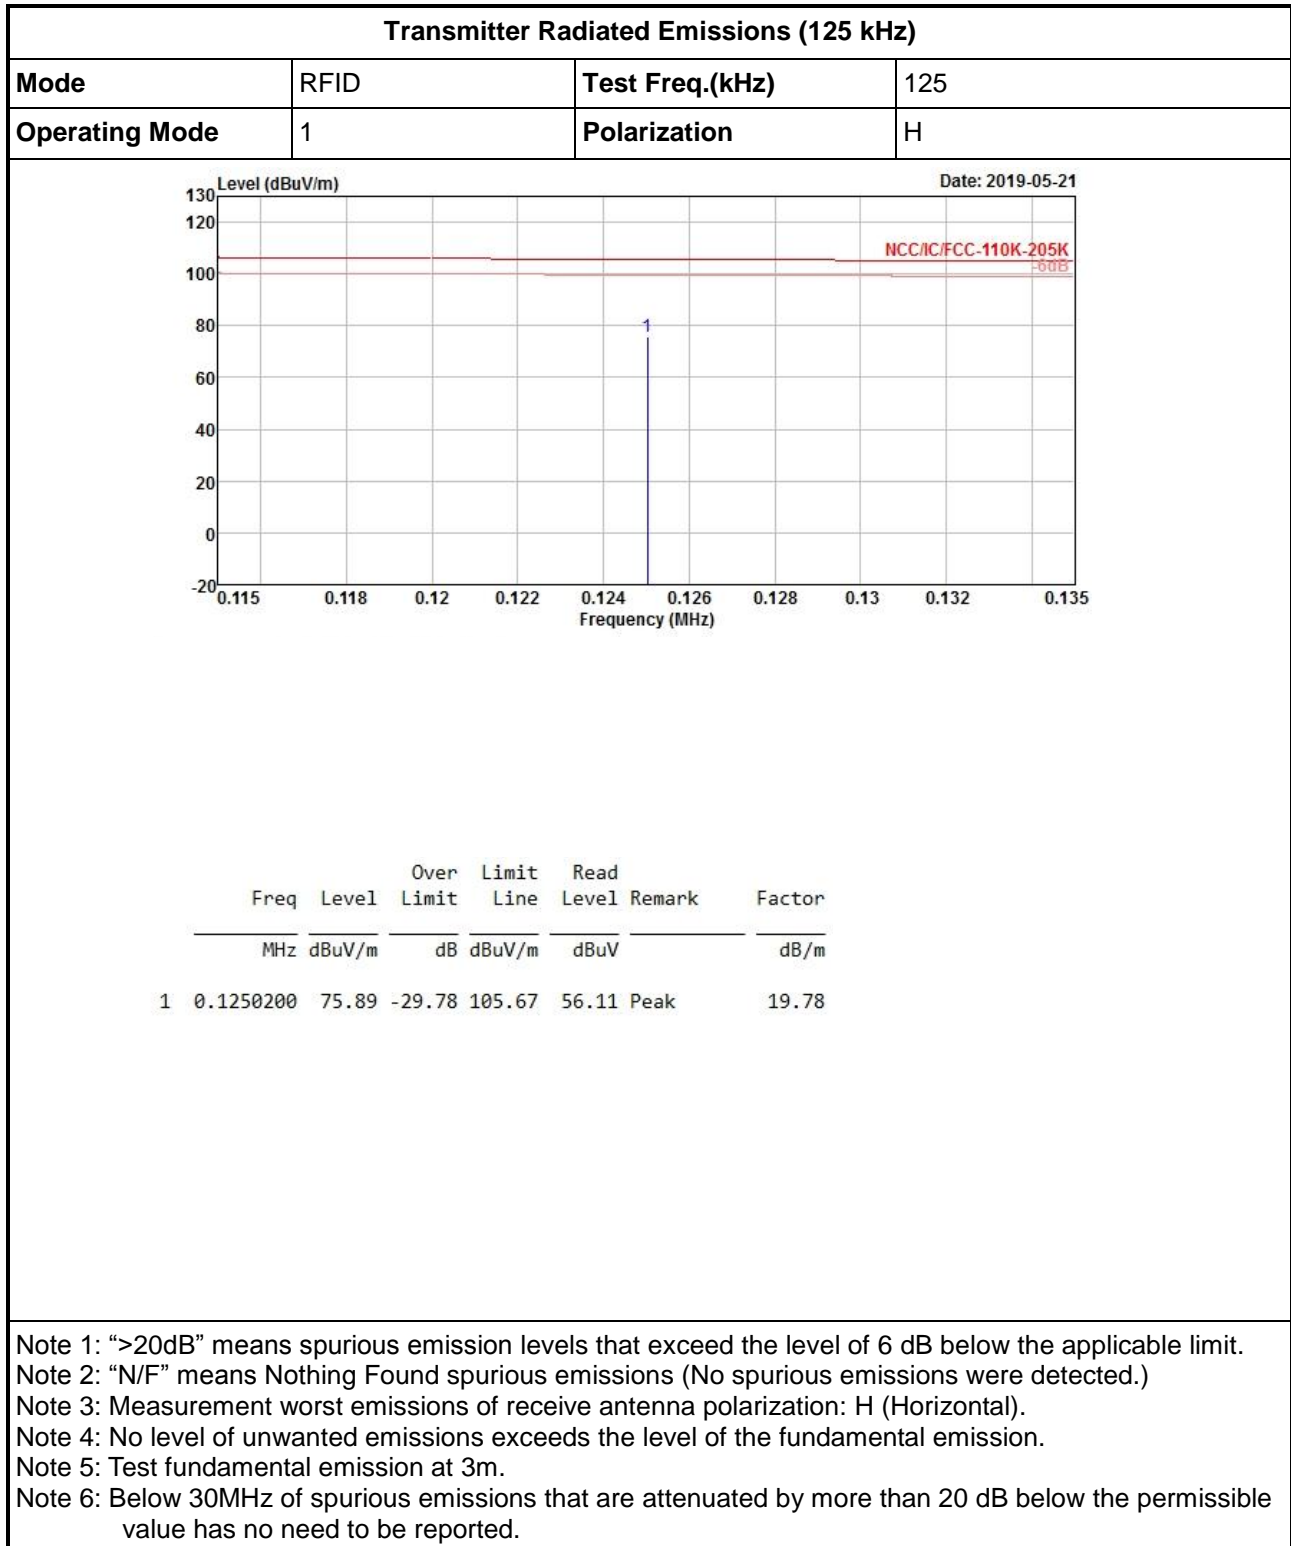 Transmitter Radiated Emissions (125 kHz)
Mode RFID Test Freq.(kHz) 125
Operating Mode 1 Polarization H
Level (dBuV/m) Date: 2019-05-21
130
120
NCC/IC/FCC-110K-205K
-6dB
100
80
1
60
40
20
0
-20
0.115 0.118 0.12 0.122 0.124 0.126 0.128 0.13 0.132 0.135
Frequency (MHz)
Over Limit Read
Freq Level Limit Line Level Remark Factor
MHz dBuV/m dB dBuV/m dBuV dB/m
1 0.1250200 75.89 -29.78 105.67 56.11 Peak 19.78
Note 1: “>20dB” means spurious emission levels that exceed the level of 6 dB below the applicable limit.
Note 2: “N/F” means Nothing Found spurious emissions (No spurious emissions were detected.)
Note 3: Measurement worst emissions of receive antenna polarization: H (Horizontal).
Note 4: No level of unwanted emissions exceeds the level of the fundamental emission.
Note 5: Test fundamental emission at 3m.
Note 6: Below 30MHz of spurious emissions that are attenuated by more than 20 dB below the permissible
value has no need to be reported.